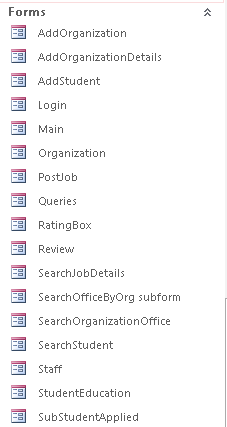 Forms
AddOrganization
AddOrganizationDetails
AddStudent
Login
Main
Organization
PostJob
Queries
RatingBox
Review
SearchJobDetails
SearchOfficeByOrg subform
SearchOrganizationOffice
SearchStudent
Staff
StudentEducation
SubStudentApplied